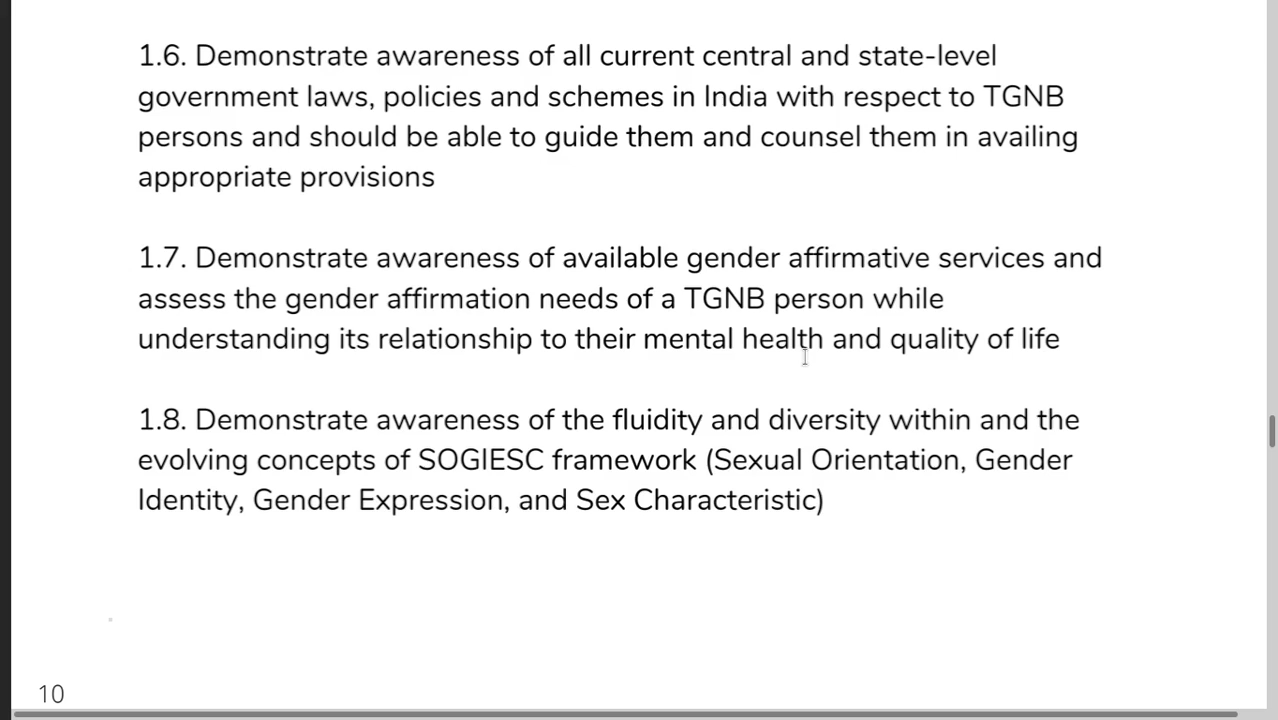 1.6. Demonstrate awareness of all current central and state-level
government laws, policies and schemes in India with respect to TGNB
persons and should be able to guide them and counsel them in availing
appropriate provisions
1.7. Demonstrate awareness of available gender affirmative services and
assess the gender affirmation needs of a TGNB person while
understanding its relationship to their mental health and quality of life
1.8. Demonstrate awareness of the fluidity and diversity within and the
evolving concepts of SOGIESC framework (Sexual Orientation, Gender
Identity, Gender Expression, and Sex Characteristic)
10